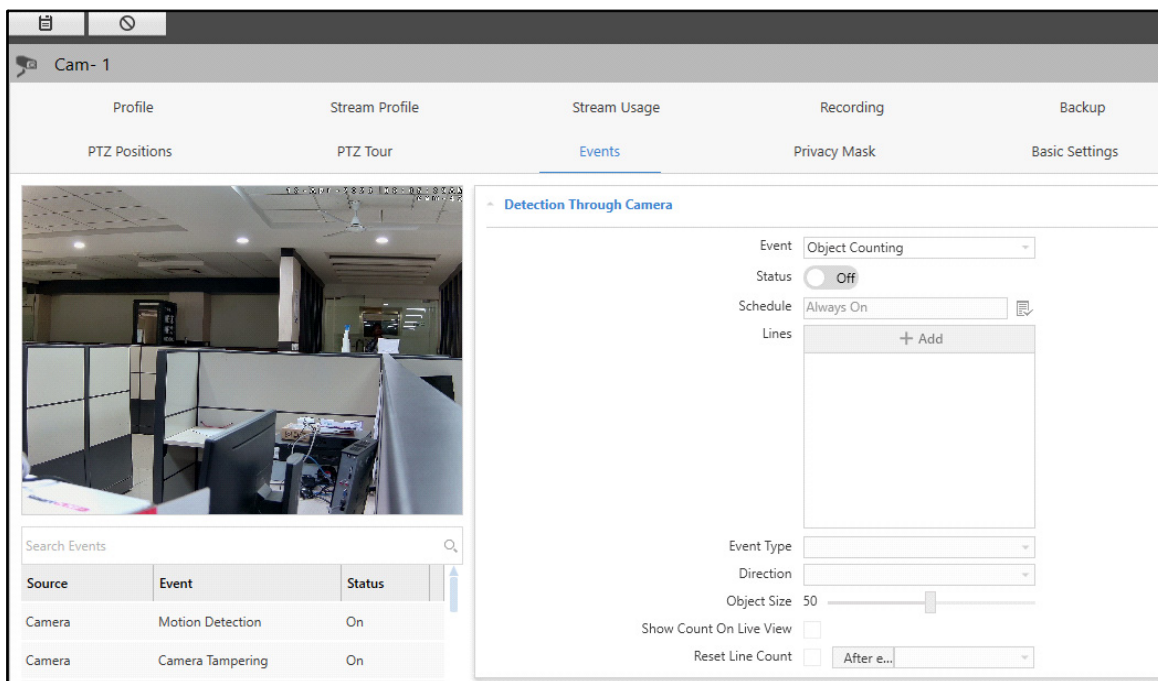 Cam- 1
Profile Stream Profile Stream Usage Recording Backup
PTZ Positions PTZ Tour Events Privacy Mask Basic Settings
Detection Through Camera
Event Object Counting
Status Off
Schedule Always On
Lines + Add
Event Type
Direction
Object Size 50
Show Count On Live View
Reset Line Count After e...
Search Events
Source Event Status
Camera Motion Detection On
Camera Camera Tampering On